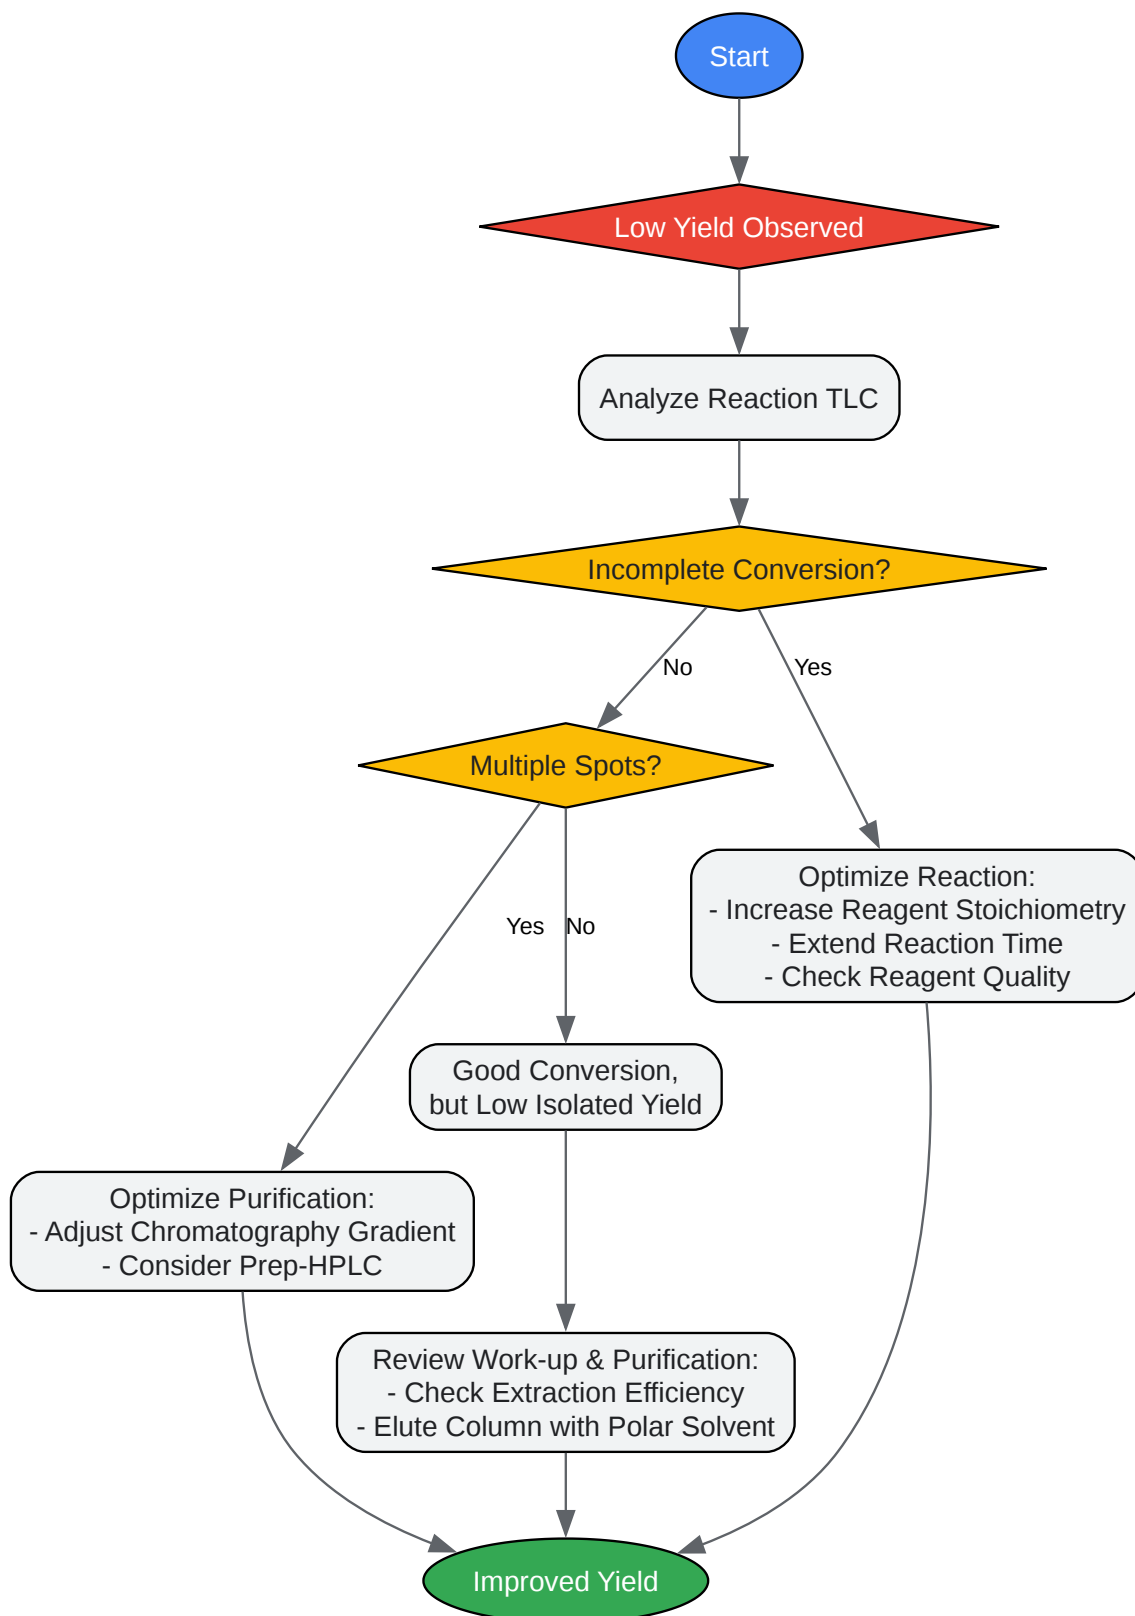 Start
Low Yield Observed
Analyze Reaction TLC
Incomplete Conversion?
No
Yes
Multiple Spots?
Optimize Reaction:
- Increase Reagent Stoichiometry
- Extend Reaction Time
- Check Reagent Quality
Yes
No
Good Conversion,
but Low Isolated Yield
Optimize Purification:
- Adjust Chromatography Gradient
- Consider Prep-HPLC
Review Work-up & Purification:
- Check Extraction Efficiency
- Elute Column with Polar Solvent
Improved Yield